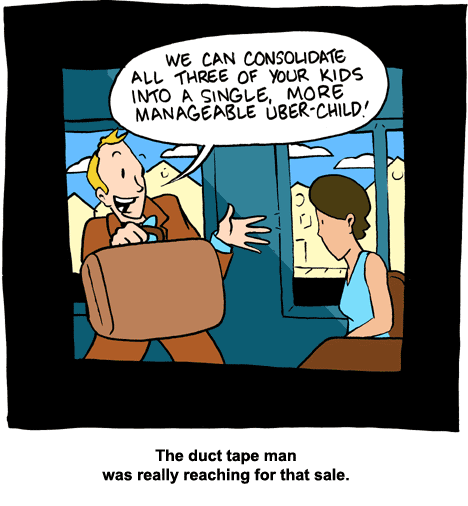 WE CAN CONSOLIDATE
ALL THREE OF YOUR KIDS
INTO A SINGLE, MORE
MANAGEABLE ÜBER-CHILD!
The duct tape man
was really reaching for that sale.